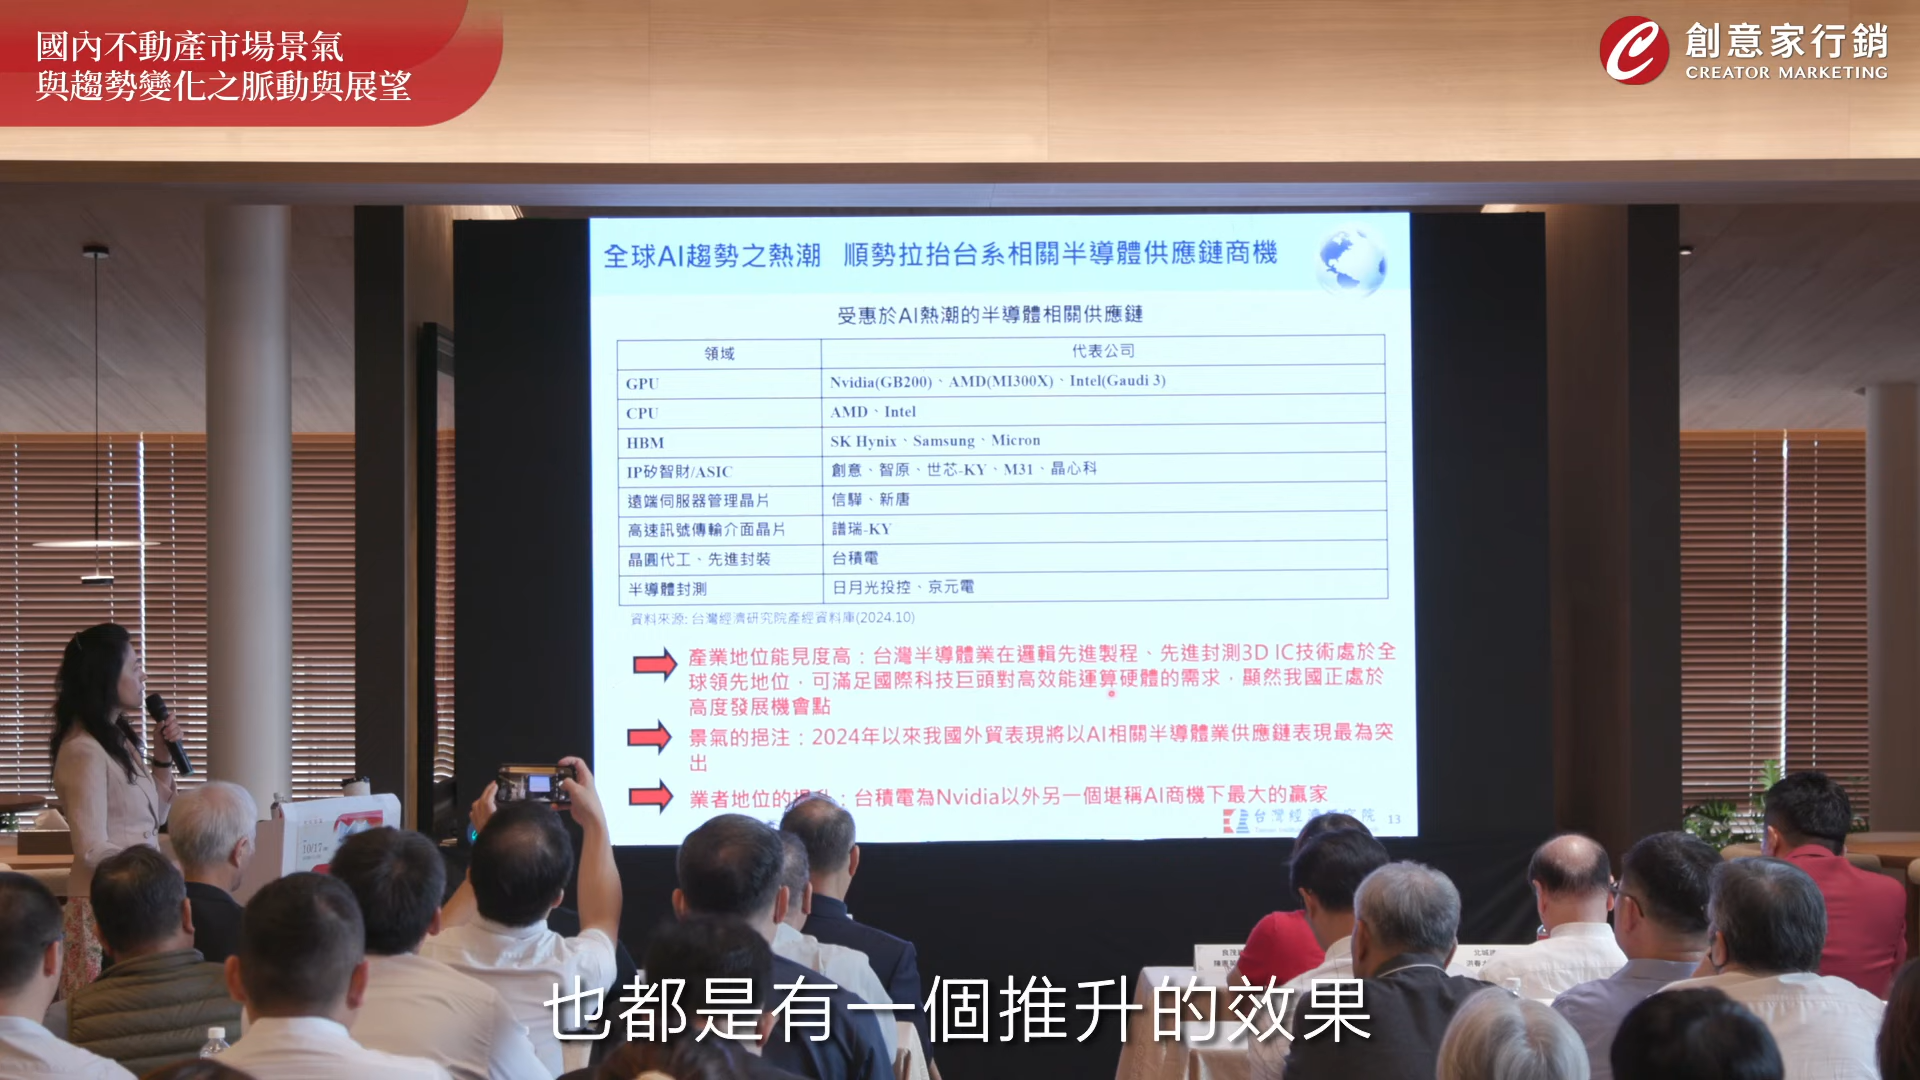 國內不動產市場景氣
與趨勢變化之脈動與展望
創意家行銷
CREATOR MARKETING
全球AI趨勢之熱潮 順勢拉抬台系相關半導體供應鏈商機
受惠於AI熱潮的半導體相關供應鏈
領域 代表公司
GPU Nvidia(GB200)、AMD(MI300X)、Intel(Gaudi 3)
CPU AMD、Intel
HBM SK Hynix、Samsung、Micron
IP矽智財/ASIC 創意、智原、世芯-KY、M31、晶心科
遠端伺服器管理晶片 信驊、新唐
高速訊號傳輸介面晶片 譜瑞-KY
晶圓代工、先進封裝 台積電
半導體封測 日月光投控、京元電
資料來源: 台灣經濟研究院產經資料庫(2024.10)
產業地位能見度高：台灣半導體業在邏輯先進製程、先進封測3D IC技術處於全
球領先地位，可滿足國際科技巨頭對高效能運算硬體的需求，顯然我國正處於
高度發展機會點
景氣的挹注：2024年以來我國外貿表現將以AI相關半導體業供應鏈表現最為突
出
業者地位的提升：台積電為Nvidia以外另一個堪稱AI商機下最大的贏家
台灣經濟研究院 13
10/17
也都是有一個推升的效果